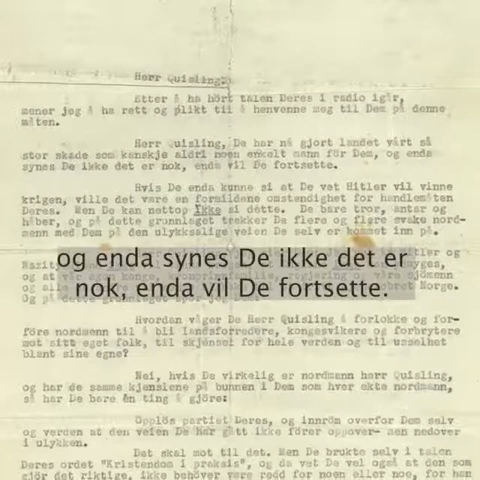 Herr Quisling:
Etter å ha hört talen Deres i radio igår,
mener jeg å ha rett og plikt til å henvenne meg til Dem på denne
måten.
Herr Quisling, De har nå gjort landet vårt så
stor skade som kanskje aldri noen enkelt mann før Dem, og enda
synes De ikke det er nok, enda vil De fortsette.
Hvis De enda kunne si at De vet Hitler vil vinne
krigen, ville det være en formildene omstendighet for handlemåten
Deres. Men De kan nettop ikke si dette. De bare tror, antar og
håber, og på dette grunnlaget trekker De flere og flere svake nord-
menn med Dem på den ulykksalige veien De selv er kommet inn på.
og enda synes De ikke det er
nok, enda vil De fortsette.
Hvordan våger De Herr Quisling å forlokke og for-
føre nordmenn til å bli landsforredere, kongesvikere og forbrytere
mot sitt eget folk, til skjensel for hele verden og til usselhet
blant sine egne?
Nei, hvis De virkelig er nordmann herr Quisling,
og har de samme kjenslene på bunnen i Dem som hver ekte nordmann,
så har De bare én ting å gjöre:
Opplös partiet Deres, og innröm overfor Dem selv
og verden at den veien De har gått ikke förer oppover- men nedover
i ulykken.
Det skal mot til det. Men De brukte selv i talen
Deres ordet "Kristendom i praksis", og da vet De vel også at den som
gjör det riktige, ikke behöver være redd for noen eller noe, for han